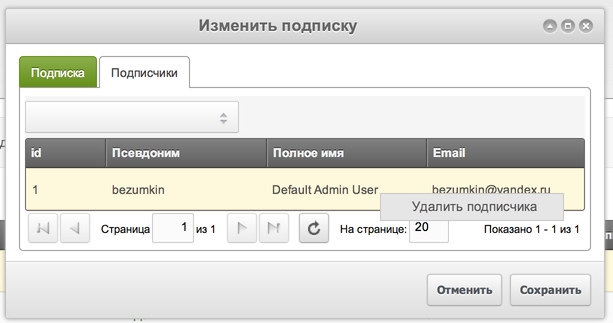 Изменить подписку
Подписка Подписчики
id Псевдоним Полное имя Email
1 bezumkin Default Admin User bezumkin@yandex.ru
Удалить подписчика
Страница 1 из 1 На странице: 20 Показано 1 - 1 из 1
Отменить Сохранить